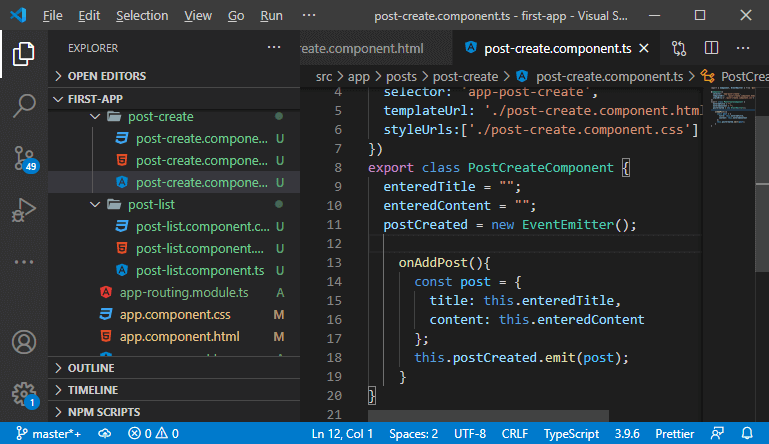 File Edit Selection View Go Run ··· post-create.component.ts - first-app - Visual S...
EXPLORER ···
OPEN EDITORS
FIRST-APP
post-create
post-create.compone... U
post-create.compone... U
post-create.compone... U
post-list
post-list.component.c... U
post-list.component.... U
post-list.component.ts U
app-routing.module.ts A
app.component.css M
app.component.html M
OUTLINE
TIMELINE
NPM SCRIPTS
49
1
reate.component.html post-create.component.ts
src > app > posts > post-create > post-create.component.ts > PostCrea
4 selector: 'app-post-create',
5 templateUrl: './post-create.component.html
6 styleUrls:['./post-create.component.css']
7 })
8 export class PostCreateComponent {
9 enteredTitle = "";
10 enteredContent = "";
11 postCreated = new EventEmitter();
12
13 onAddPost(){
14 const post = {
15 title: this.enteredTitle,
16 content: this.enteredContent
17 };
18 this.postCreated.emit(post);
19 }
20 }
21
master*+ 0 0 Ln 12, Col 1 Spaces: 2 UTF-8 CRLF TypeScript 3.9.6 Prettier